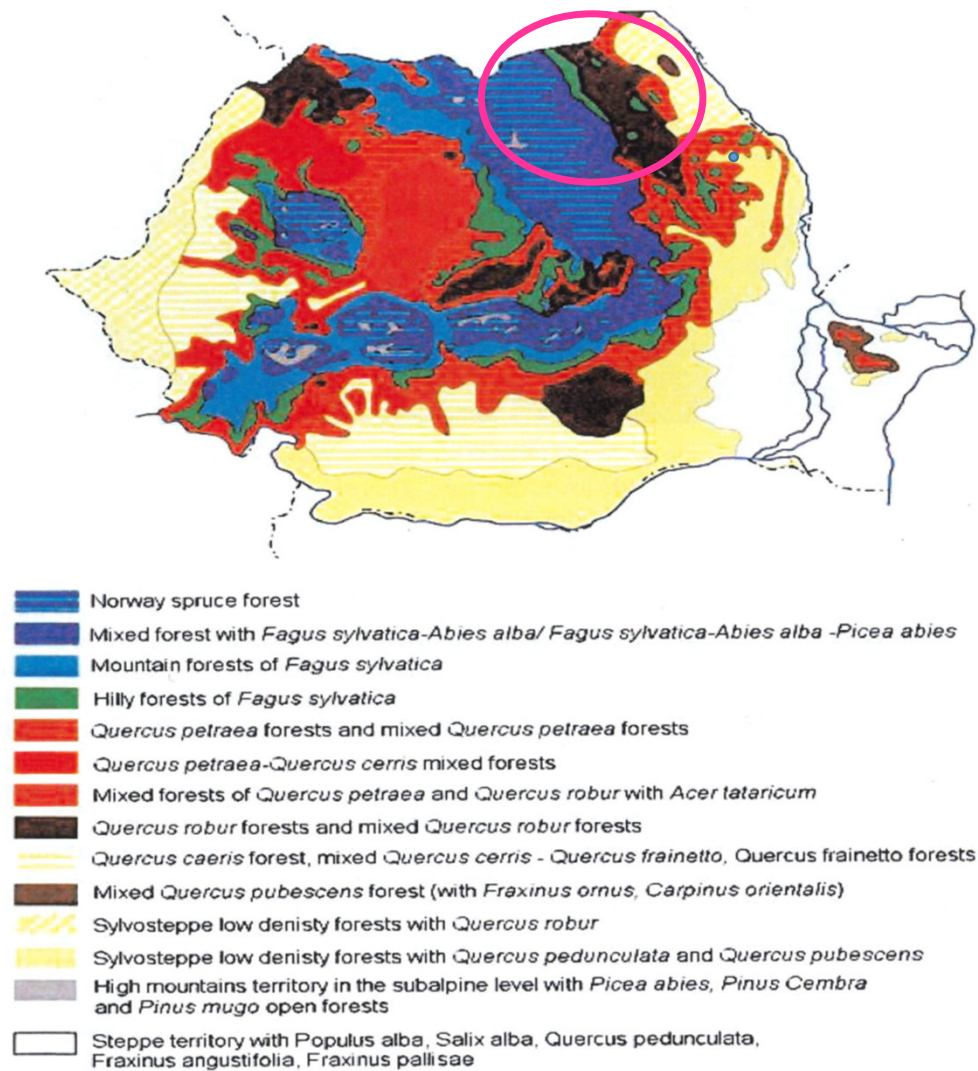 Norway spruce forest
Mixed forest with Fagus sylvatica-Abies alba/ Fagus sylvatica-Abies alba -Picea abies
Mountain forests of Fagus sylvatica
Hilly forests of Fagus sylvatica
Quercus petraea forests and mixed Quercus petraea forests
Quercus petraea-Quercus cerris mixed forests
Mixed forests of Quercus petraea and Quercus robur with Acer tataricum
Quercus robur forests and mixed Quercus robur forests
Quercus caeris forest, mixed Quercus cerris - Quercus frainetto, Quercus frainetto forests
Mixed Quercus pubescens forest (with Fraxinus ornus, Carpinus orientalis)
Sylvosteppe low denisty forests with Quercus robur
Sylvosteppe low denisty forests with Quercus pedunculata and Quercus pubescens
High mountains territory in the subalpine level with Picea abies, Pinus Cembra
and Pinus mugo open forests
Steppe territory with Populus alba, Salix alba, Quercus pedunculata,
Fraxinus angustifolia, Fraxinus pallisae